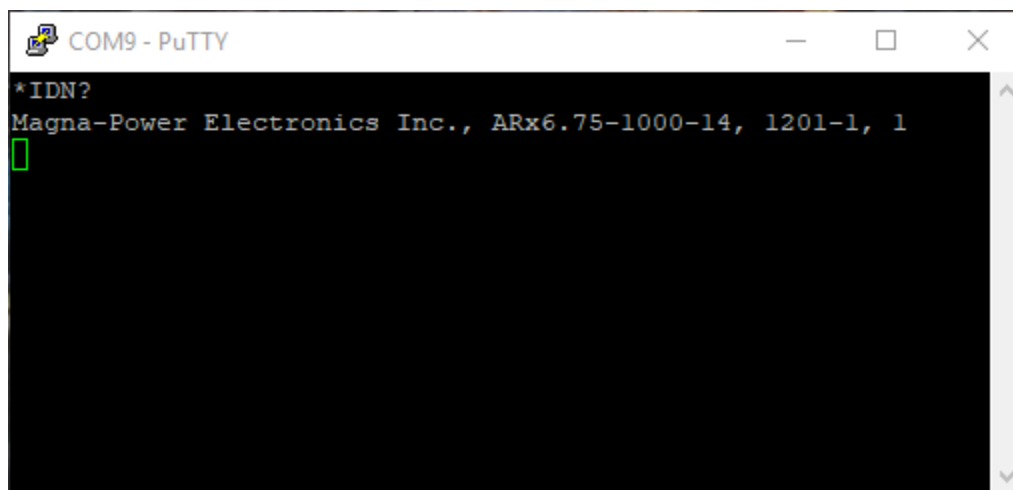 COM9 - PuTTY
*IDN?
Magna-Power Electronics Inc., ARx6.75-1000-14, 1201-1, 1